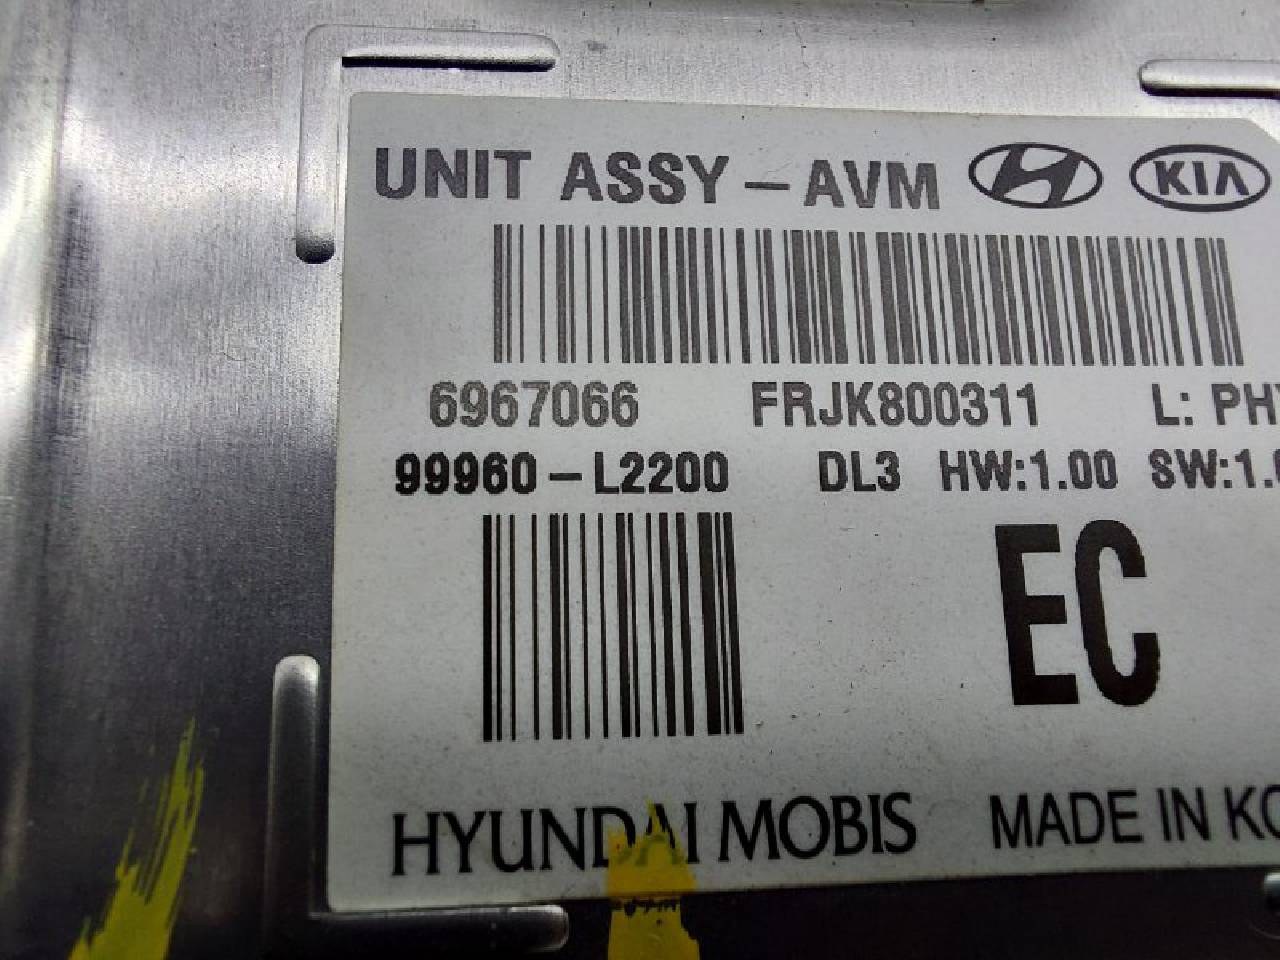 UNIT ASSY-AVM KIA
6967066 FRJK800311 L: PH
99960-L2200 DL3 HW:1.00 SW:1.
EC
HYUNDAI MOBIS MADE IN KO